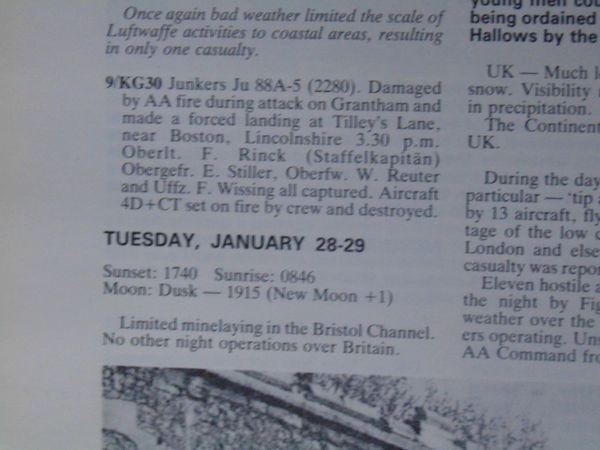 Once again bad weather limited the scale of
Luftwaffe activities to coastal areas, resulting
in only one casualty.
9/KG30 Junkers Ju 88A-5 (2280). Damaged
by AA fire during attack on Grantham and
made a forced landing at Tilley's Lane,
near Boston, Lincolnshire 3.30 p.m.
Oberlt. F. Rinck (Staffelkapitän)
Obergefr. E. Stiller, Oberfw. W. Reuter
and Uffz. F. Wissing all captured. Aircraft
4D+CT set on fire by crew and destroyed.
TUESDAY, JANUARY 28-29
Sunset: 1740 Sunrise: 0846
Moon: Dusk — 1915 (New Moon +1)
Limited minelaying in the Bristol Channel.
No other night operations over Britain.
young men
being ordained
Hallows by the
UK — Much
snow. Visibility
in precipitation.
The Continent
UK.
During the day
particular — 'tip
by 13 aircraft,
tage of the low
London and
casualty was
Eleven hostile
the night by
weather over the
ers operating.
AA Command